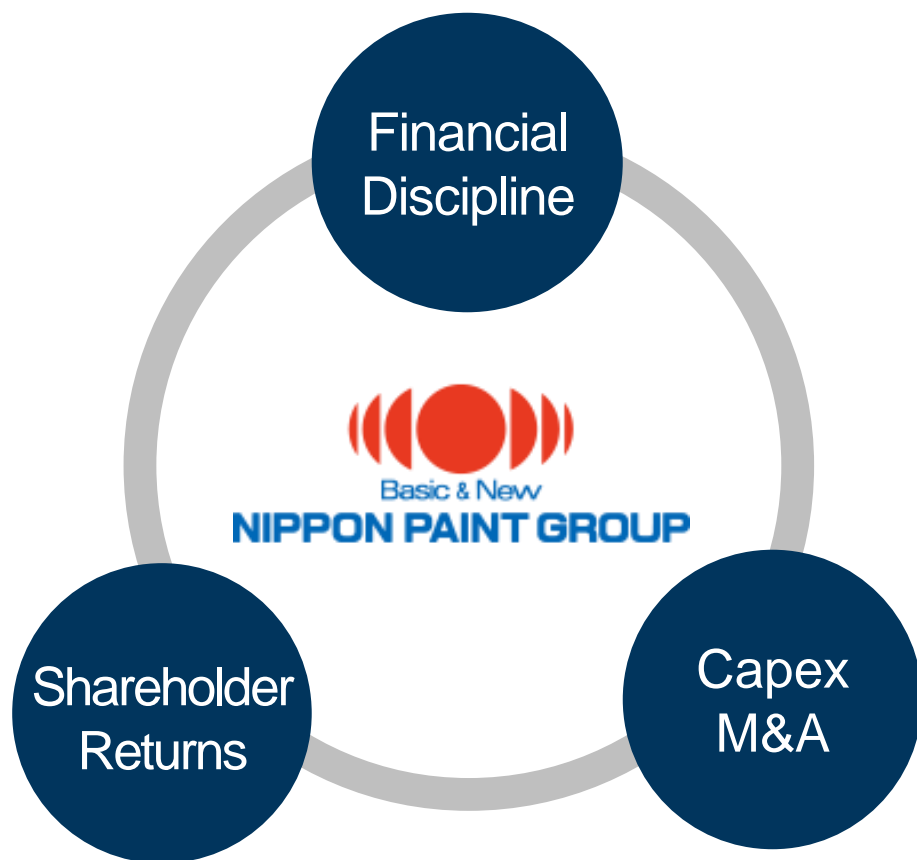 Financial
Discipline
Basic & New
NIPPON PAINT GROUP
Shareholder
Returns
Capex
M&A